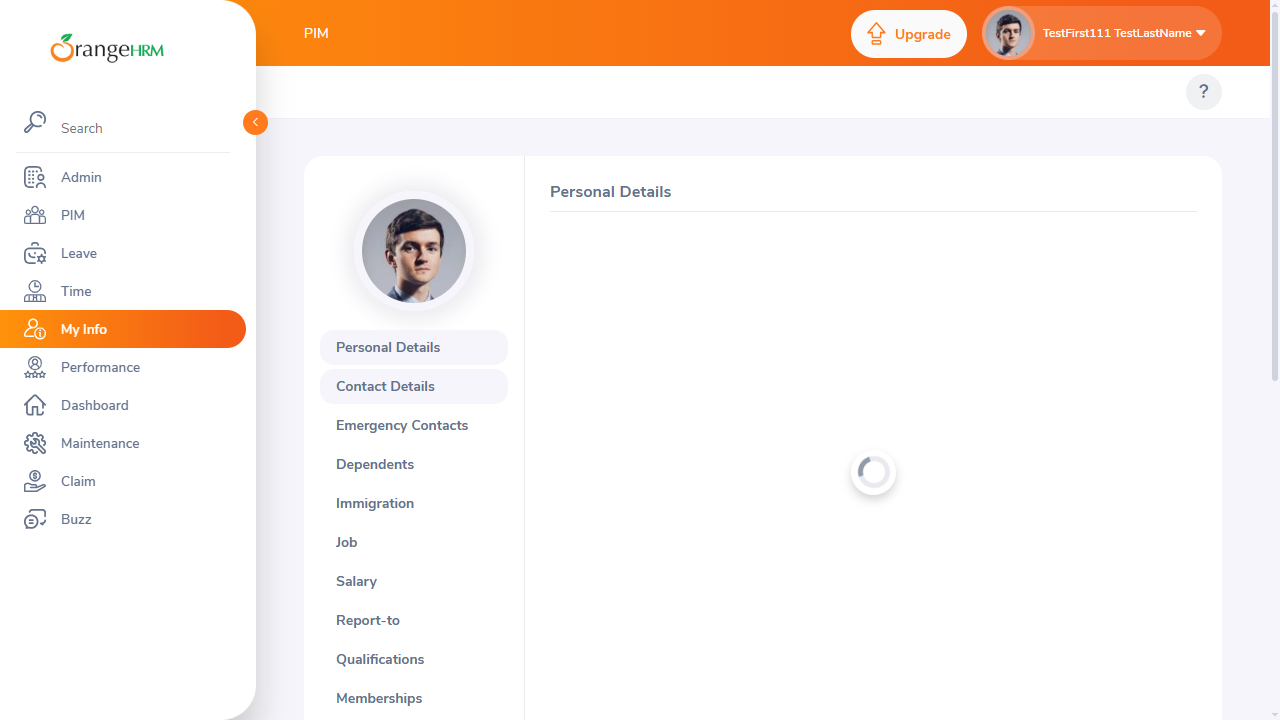 OrangeHRM
Search
Admin
PIM
Leave
Time
My Info
Performance
Dashboard
Maintenance
Claim
Buzz
PIM
Upgrade
TestFirst111 TestLastName
?
Personal Details
Contact Details
Emergency Contacts
Dependents
Immigration
Job
Salary
Report-to
Qualifications
Memberships
Personal Details